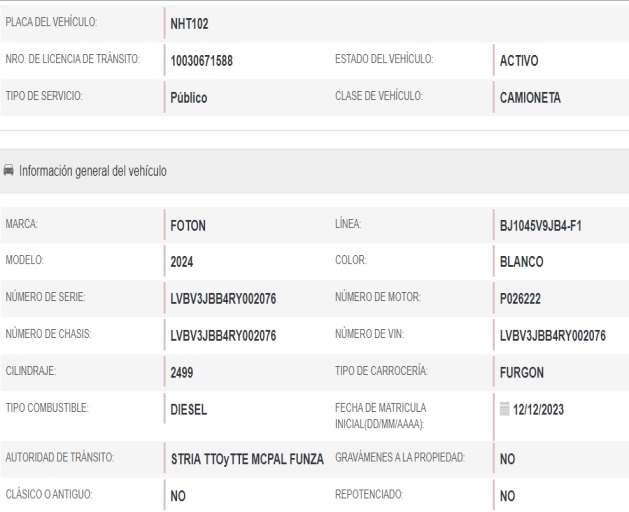 PLACA DEL VEHÍCULO: NHT102
NRO. DE LICENCIA DE TRÁNSITO: 10030671588 ESTADO DEL VEHÍCULO: ACTIVO
TIPO DE SERVICIO: Público CLASE DE VEHÍCULO: CAMIONETA
Información general del vehículo
MARCA: FOTON LÍNEA: BJ1045V9JB4-F1
MODELO: 2024 COLOR: BLANCO
NÚMERO DE SERIE: LVBV3JBB4RY002076 NÚMERO DE MOTOR: P026222
NÚMERO DE CHASIS: LVBV3JBB4RY002076 NÚMERO DE VIN: LVBV3JBB4RY002076
CILINDRAJE: 2499 TIPO DE CARROCERÍA: FURGON
TIPO COMBUSTIBLE: DIESEL FECHA DE MATRICULA
INICIAL(DD/MM/AAAA): 12/12/2023
AUTORIDAD DE TRÁNSITO: STRIA TTOyTTE MCPAL FUNZA GRAVÁMENES A LA PROPIEDAD: NO
CLÁSICO O ANTIGUO: NO REPOTENCIADO: NO